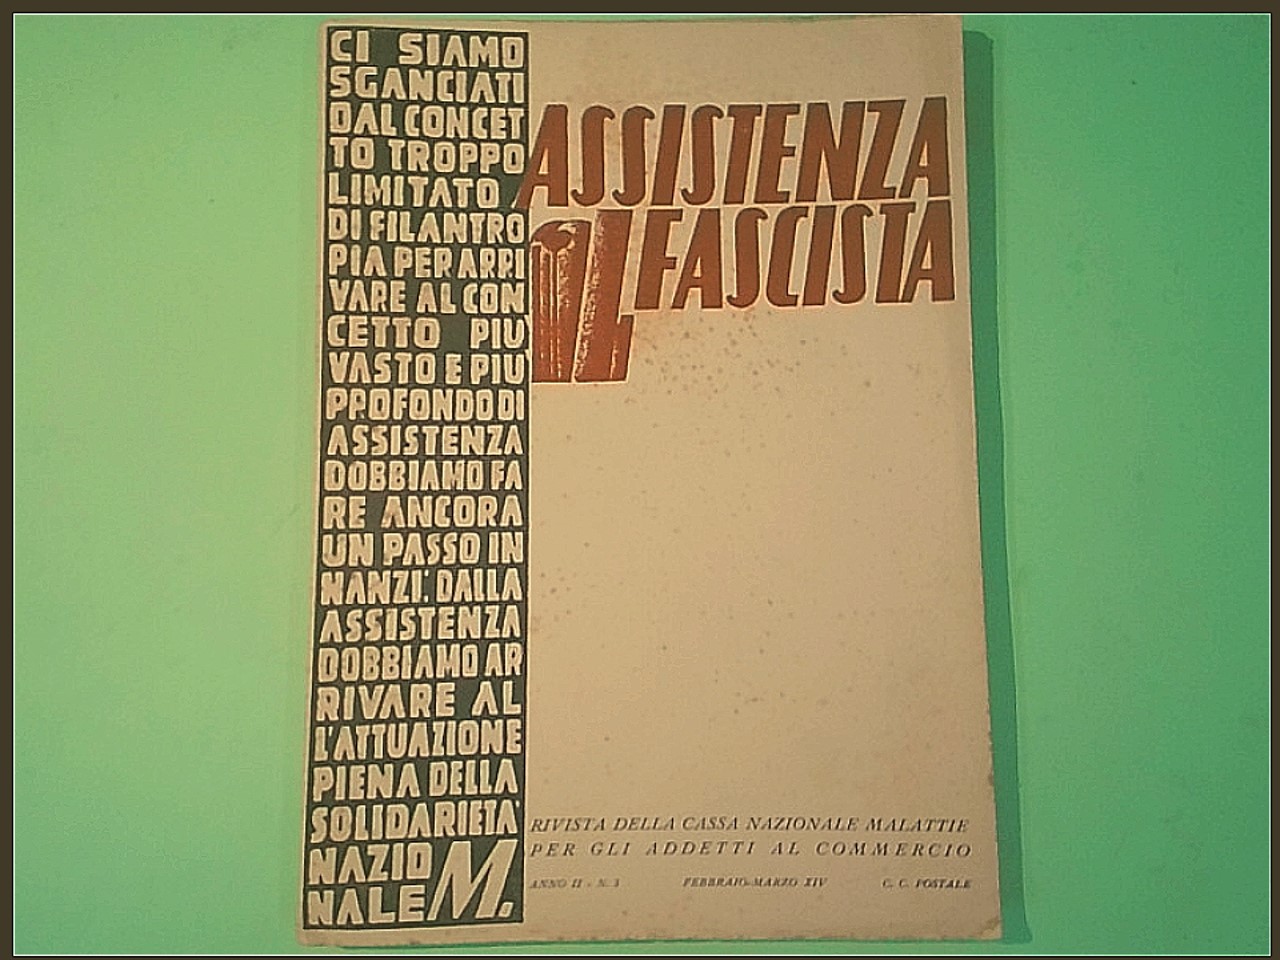 CI SIAMO
SGANCIATI
DAL CONCET
TO TROPPO
LIMITATO
DI FILANTRO
PIA PER ARRI
VARE AL CON
CETTO PIU'
VASTO E PIU'
PROFONDO DI
ASSISTENZA
DOBBIAMO FA
RE ANCORA
UN PASSO IN
NANZI: DALLA
ASSISTENZA
DOBBIAMO AR
RIVARE AL
L'ATTUAZIONE
PIENA DELLA
SOLIDARIETA'
NAZIO
NALE M.
ASSISTENZA
FASCISTA
RIVISTA DELLA CASSA NAZIONALE MALATTIE
PER GLI ADDETTI AL COMMERCIO
ANNO II - N. 3 FEBBRAIO-MARZO XIV C. C. POSTALE